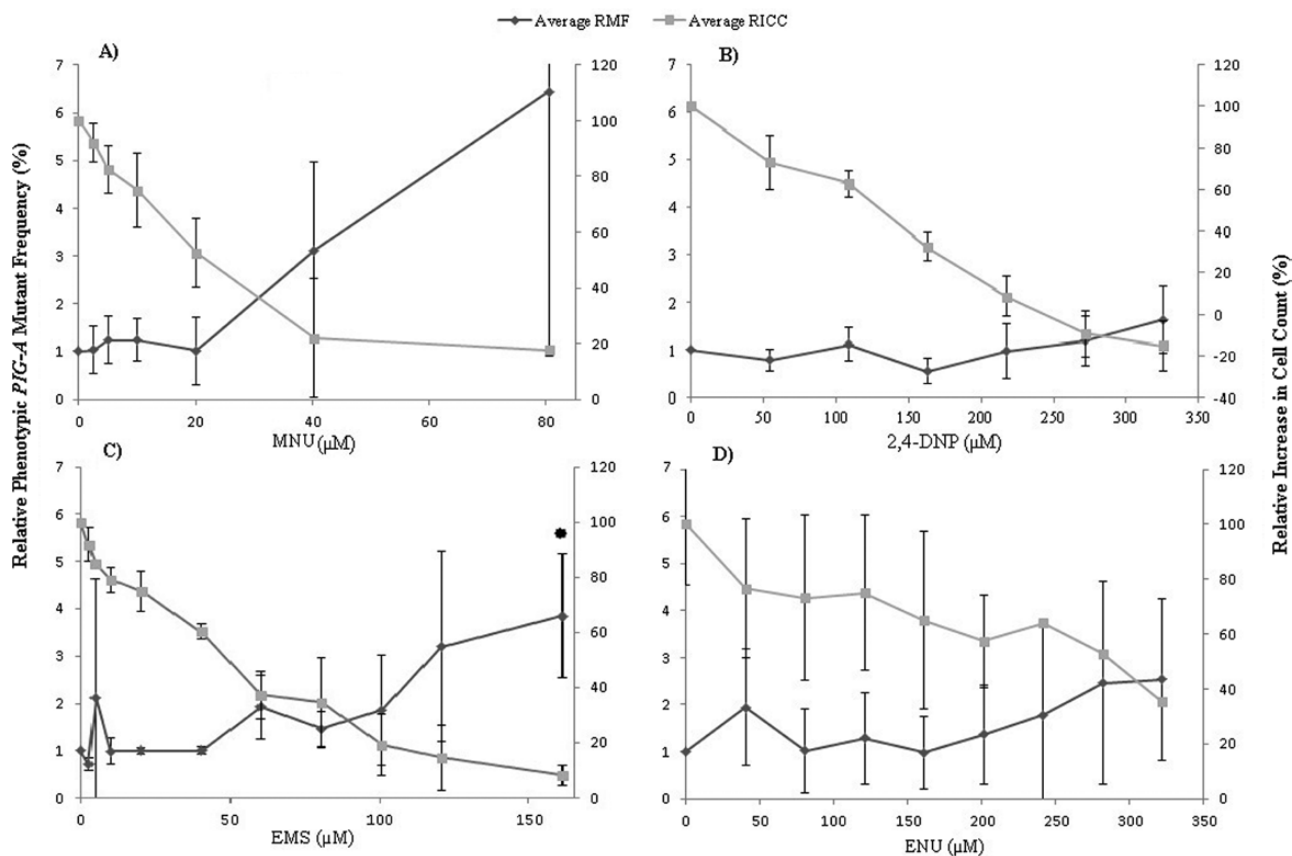 Average RMF Average RICC
A)
7 120
6 100
5 80
4
3 60
2 40
1 20
0 0
0 20 40 60 80
MNU (µM)
B)
7 120
6 100
5 80
4 60
3 40
2 20
1 0
0 -20
-40
0 50 100 150 200 250 300 350
2,4-DNP (µM)
C)
7 120
6 100
5 80
4
3 60
2 40
1 20
0 0
0 50 100 150
EMS (µM)
D)
7 120
6 100
5 80
4
3 60
2 40
1 20
0 0
0 50 100 150 200 250 300 350
ENU (µM)
Relative Phenotypic PIG-A Mutant Frequency (%)
Relative Increase in Cell Count (%)